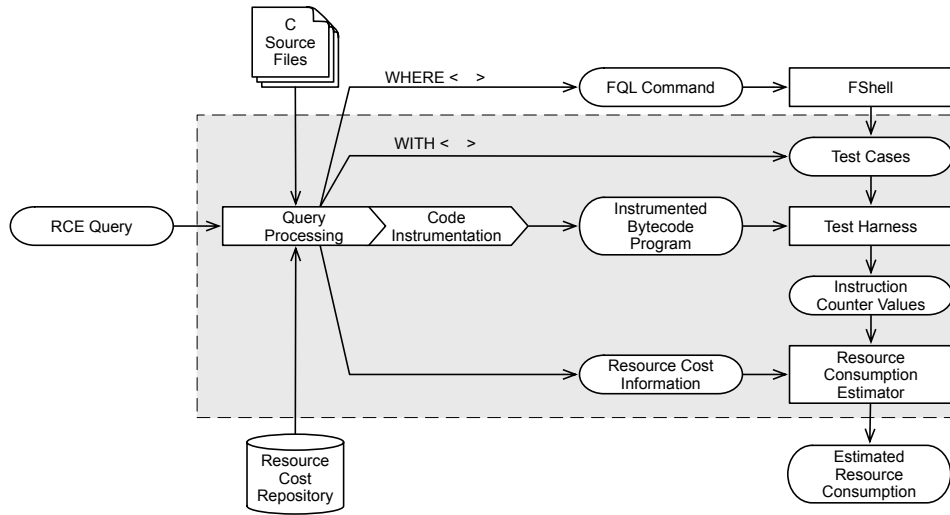 C
Source
Files
WHERE < >
FQL Command
FShell
WITH < >
Test Cases
RCE Query
Query
Processing
Code
Instrumentation
Instrumented
Bytecode
Program
Test Harness
Instruction
Counter Values
Resource Cost
Information
Resource
Consumption
Estimator
Resource
Cost
Repository
Estimated
Resource
Consumption